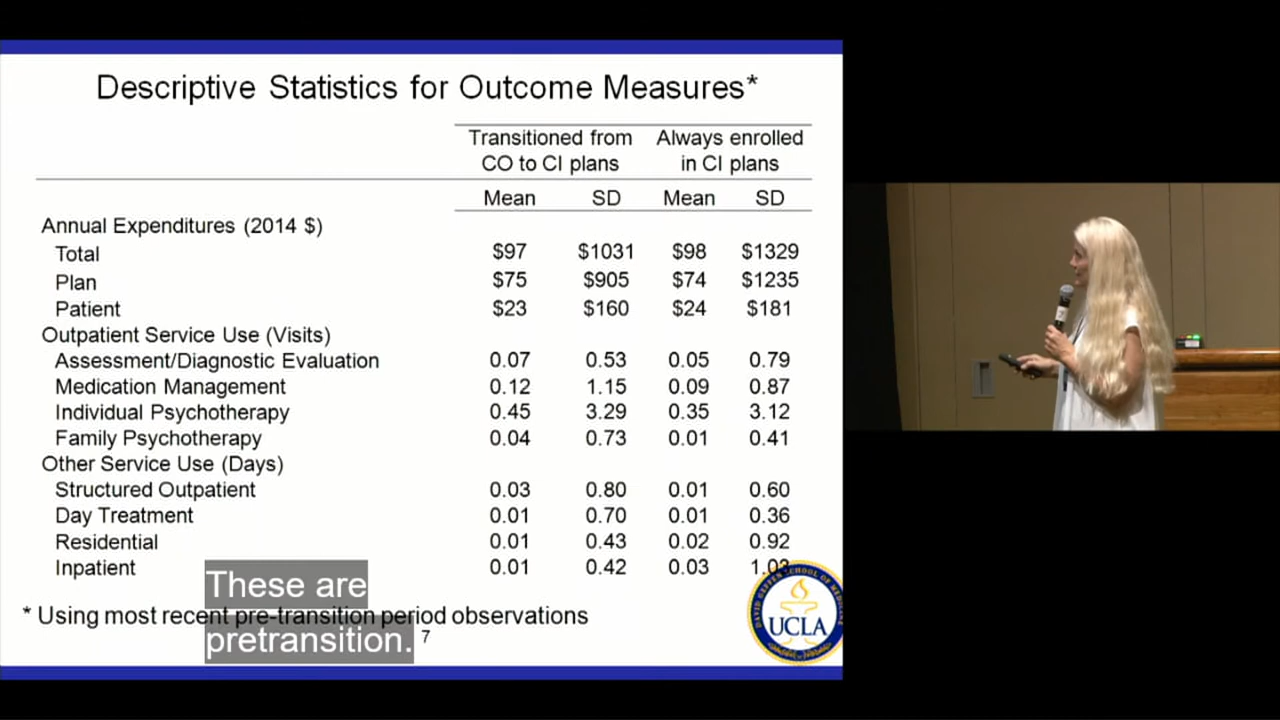 Descriptive Statistics for Outcome Measures*
Transitioned from Always enrolled
CO to CI plans in CI plans
Mean SD Mean SD
Annual Expenditures (2014 $)
Total $97 $1031 $98 $1329
Plan $75 $905 $74 $1235
Patient $23 $160 $24 $181
Outpatient Service Use (Visits)
Assessment/Diagnostic Evaluation 0.07 0.53 0.05 0.79
Medication Management 0.12 1.15 0.09 0.87
Individual Psychotherapy 0.45 3.29 0.35 3.12
Family Psychotherapy 0.04 0.73 0.01 0.41
Other Service Use (Days)
Structured Outpatient 0.03 0.80 0.01 0.60
Day Treatment 0.01 0.70 0.01 0.36
Residential 0.01 0.43 0.02 0.92
Inpatient 0.01 0.42 0.03
* Using most recent pre-transition period observations
These are
pretransition.
7
DAVID GEFFEN SCHOOL OF MEDICINE
UCLA